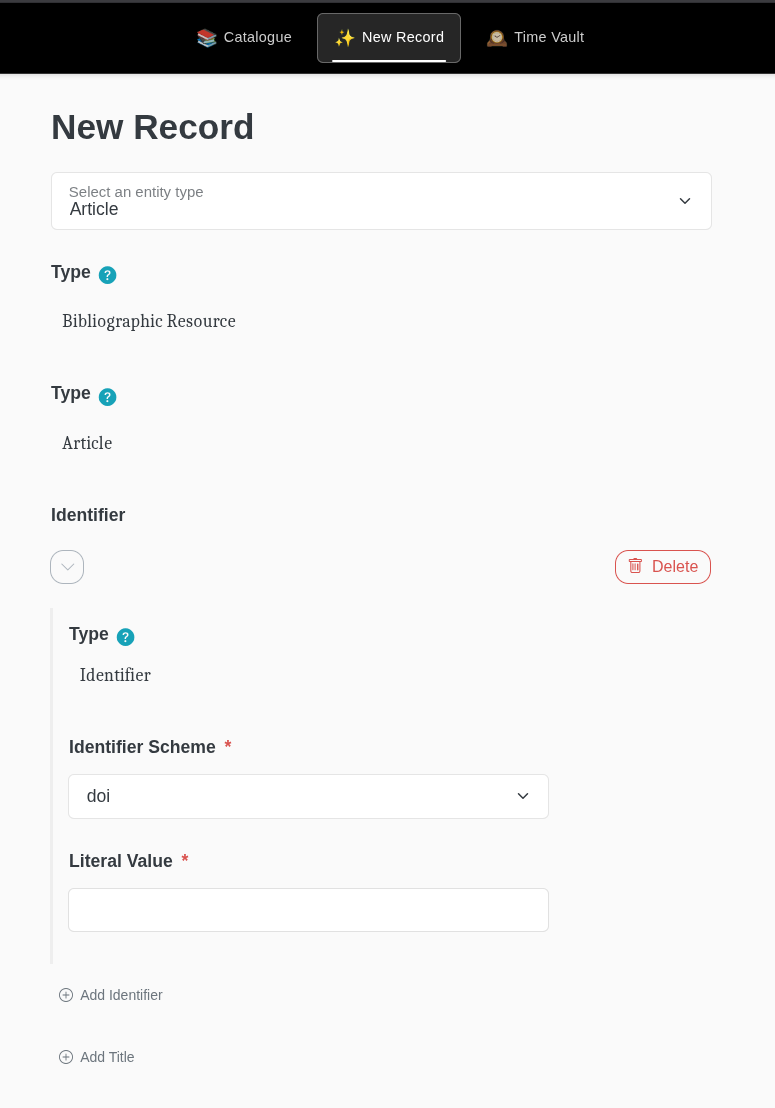 Catalogue New Record Time Vault
New Record
Select an entity type
Article
Type ?
Bibliographic Resource
Type ?
Article
Identifier
Delete
Type ?
Identifier
Identifier Scheme *
doi
Literal Value *
Add Identifier
Add Title